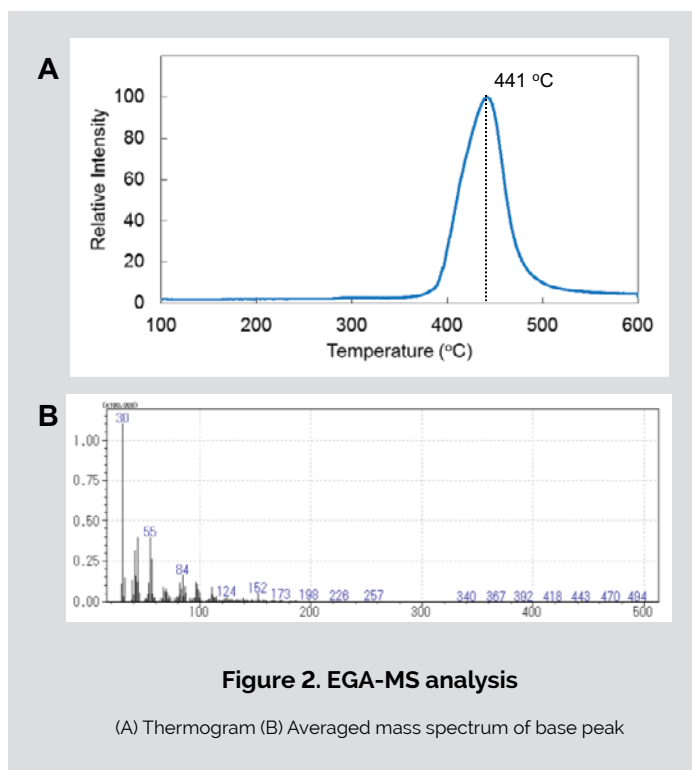 A
441 °C
Relative Intensity
100
80
60
40
20
0
100 200 300 400 500 600
Temperature (°C)
B
(x100,000)
30
1.00
0.75
0.50
55
0.25
84
124 152 173 198 226 257 340 367 392 418 443 470 494
0.00
100 200 300 400 500
Figure 2. EGA-MS analysis
(A) Thermogram (B) Averaged mass spectrum of base peak